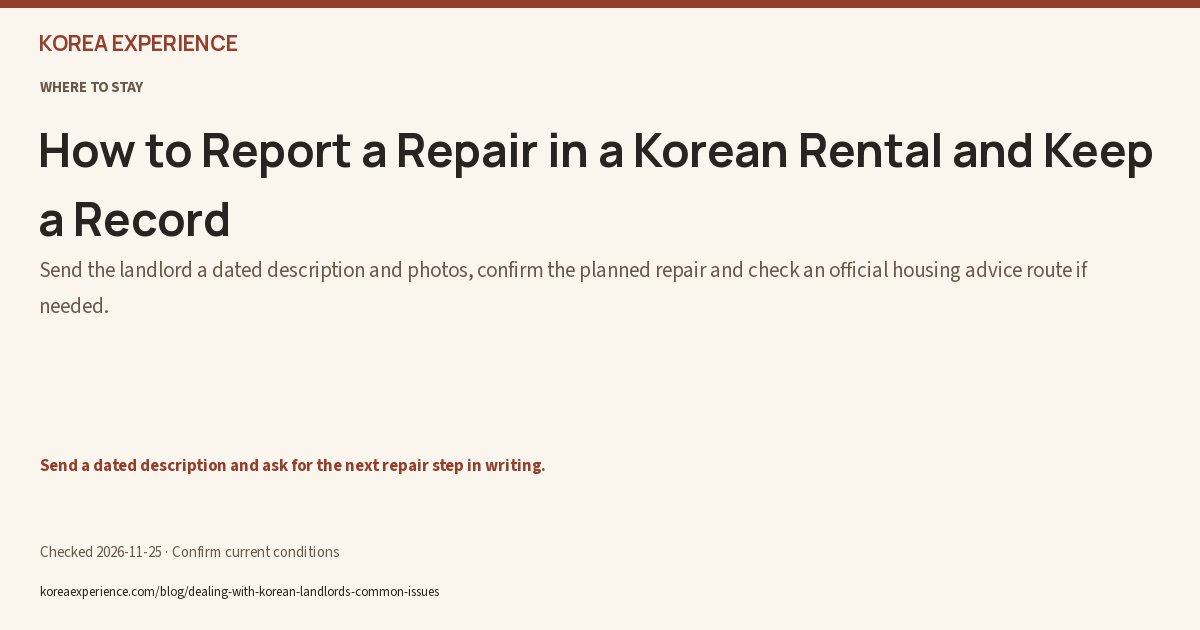 KOREA EXPERIENCE
WHERE TO STAY
How to Report a Repair in a Korean Rental and Keep
a Record
Send the landlord a dated description and photos, confirm the planned repair and check an official housing advice route if
needed.
Send a dated description and ask for the next repair step in writing.
Checked 2026-11-25 · Confirm current conditions
koreaexperience.com/blog/dealing-with-korean-landlords-common-issues